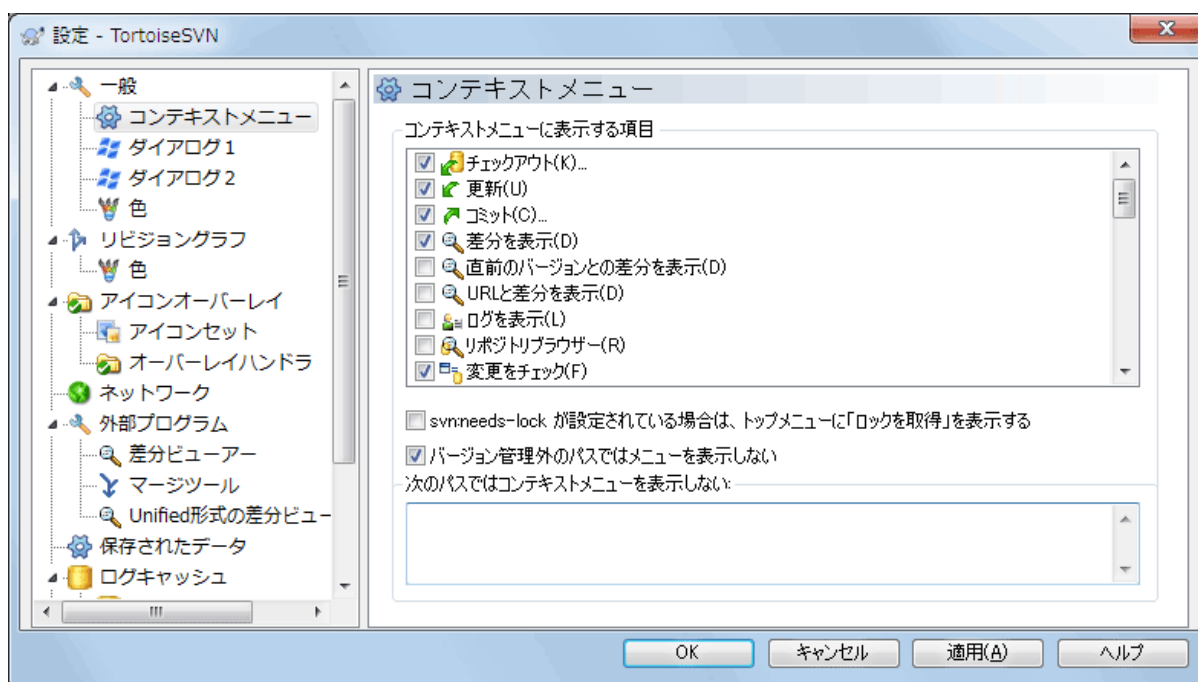 設定 - TortoiseSVN
一般
コンテキストメニュー
ダイアログ1
ダイアログ2
色
リビジョングラフ
色
アイコンオーバーレイ
アイコンセット
オーバーレイハンドラ
ネットワーク
外部プログラム
差分ビューアー
マージツール
Unified形式の差分ビュー
保存されたデータ
ログキャッシュ
コンテキストメニュー
コンテキストメニューに表示する項目
チェックアウト(K)...
更新(U)
コミット(C)...
差分を表示(D)
直前のバージョンとの差分を表示(D)
URLと差分を表示(D)
ログを表示(L)
リポジトリブラウザー(R)
変更をチェック(F)
svn:needs-lock が設定されている場合は、トップメニューに「ロックを取得」を表示する
バージョン管理外のパスではメニューを表示しない
次のパスではコンテキストメニューを表示しない:
OK
キャンセル
適用(A)
ヘルプ